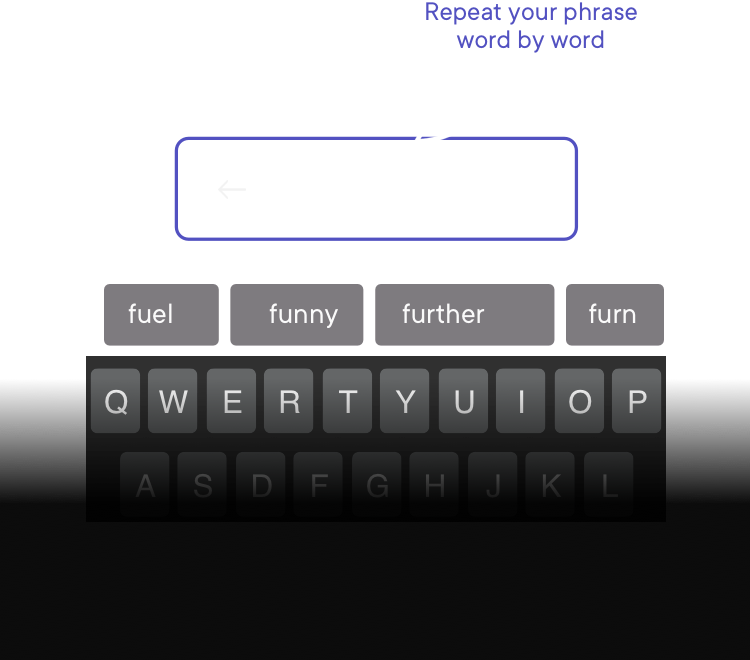 Repeat your phrase
word by word
fuel funny further furn
Q W E R T Y U I O P
A S D F G H J K L